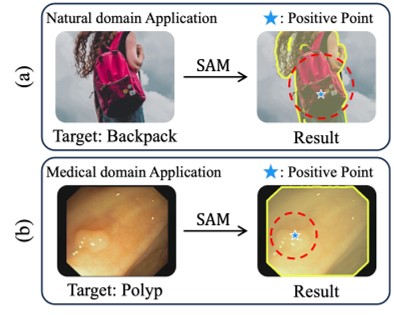 (a)
Natural domain Application
★: Positive Point
SAM
Target: Backpack
Result
(b)
Medical domain Application
★: Positive Point
SAM
Target: Polyp
Result